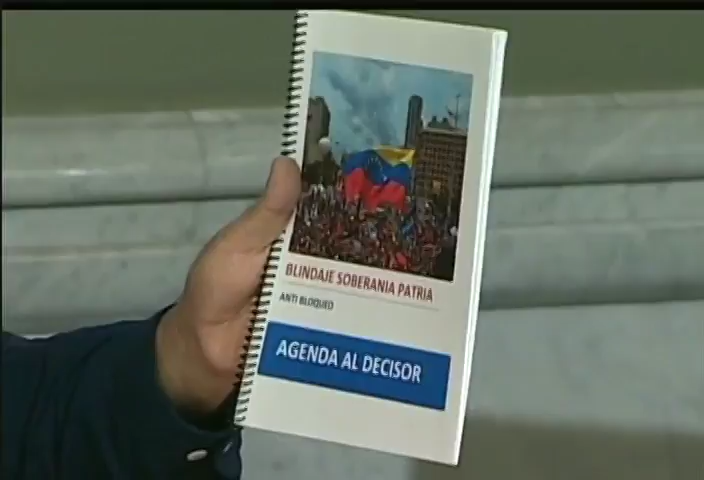 BLINDAJE SOBERANIA PATRIA
ANTI BLOQUEO
AGENDA AL DECISOR